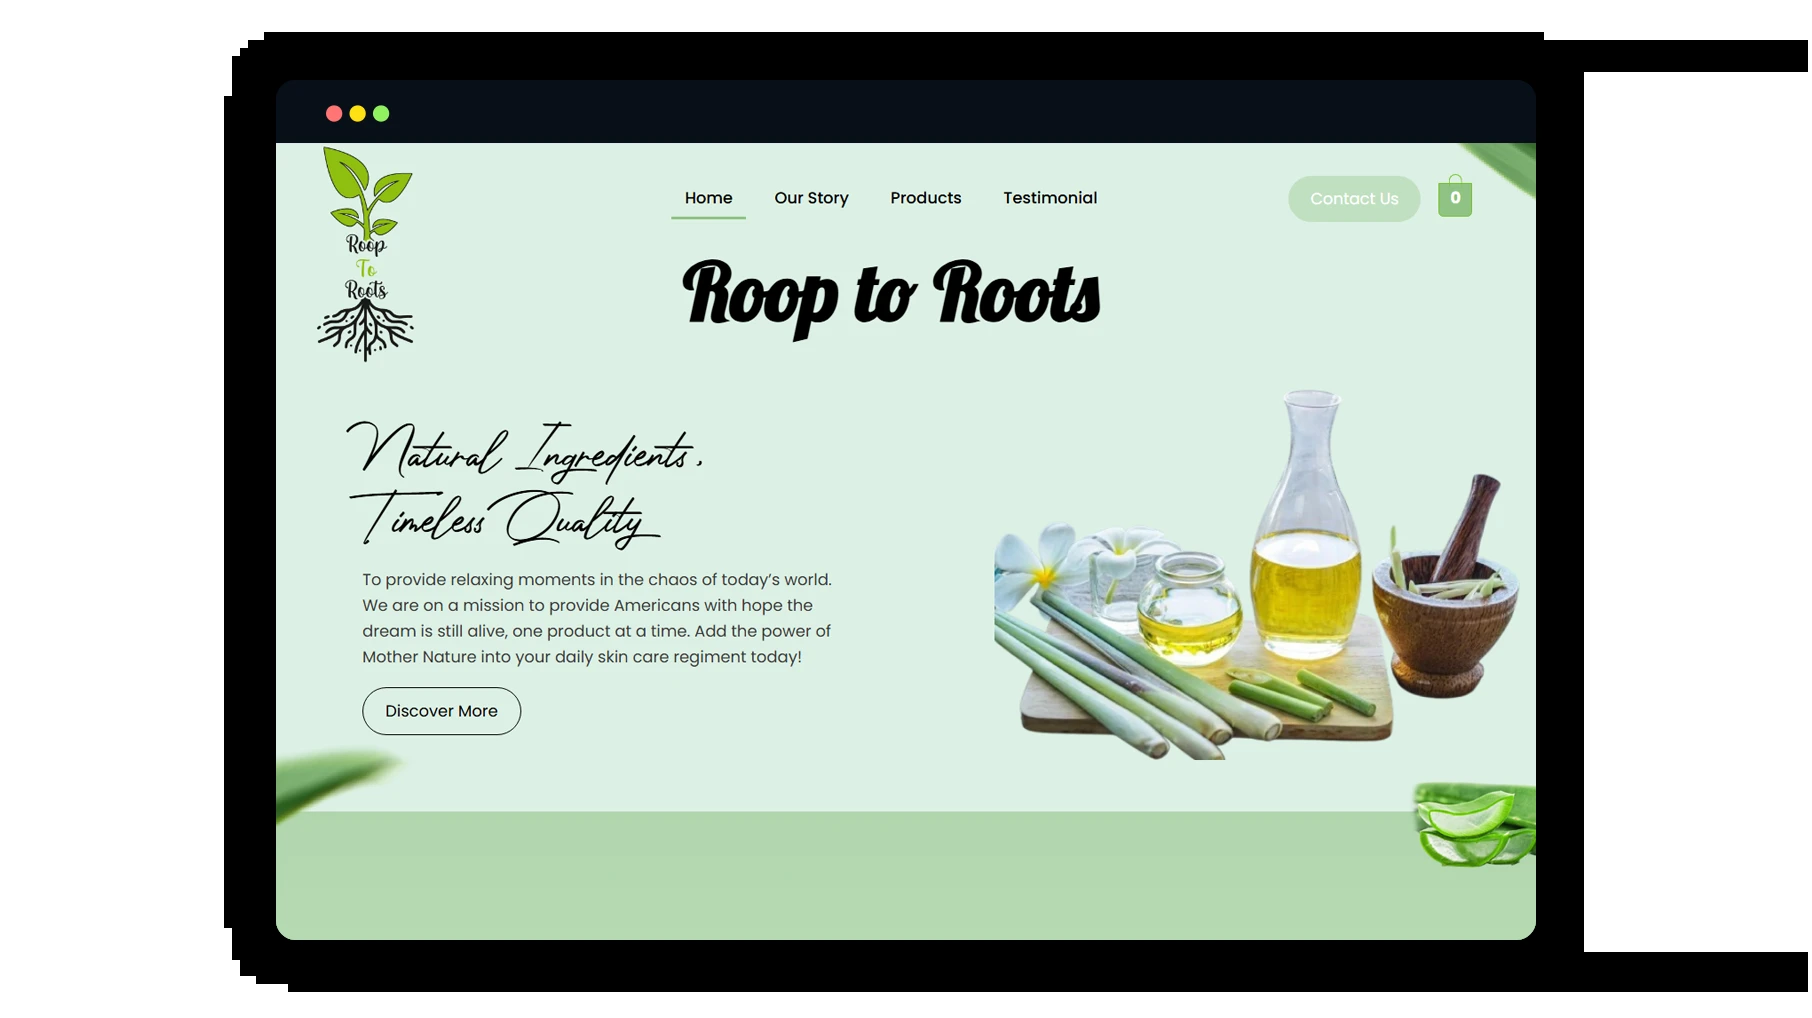 Roop
To
Roots
Home Our Story Products Testimonial
Contact Us 0
Roop to Roots
Natural Ingredients,
Timeless Quality
To provide relaxing moments in the chaos of today’s world.
We are on a mission to provide Americans with hope the
dream is still alive, one product at a time. Add the power of
Mother Nature into your daily skin care regiment today!
Discover More